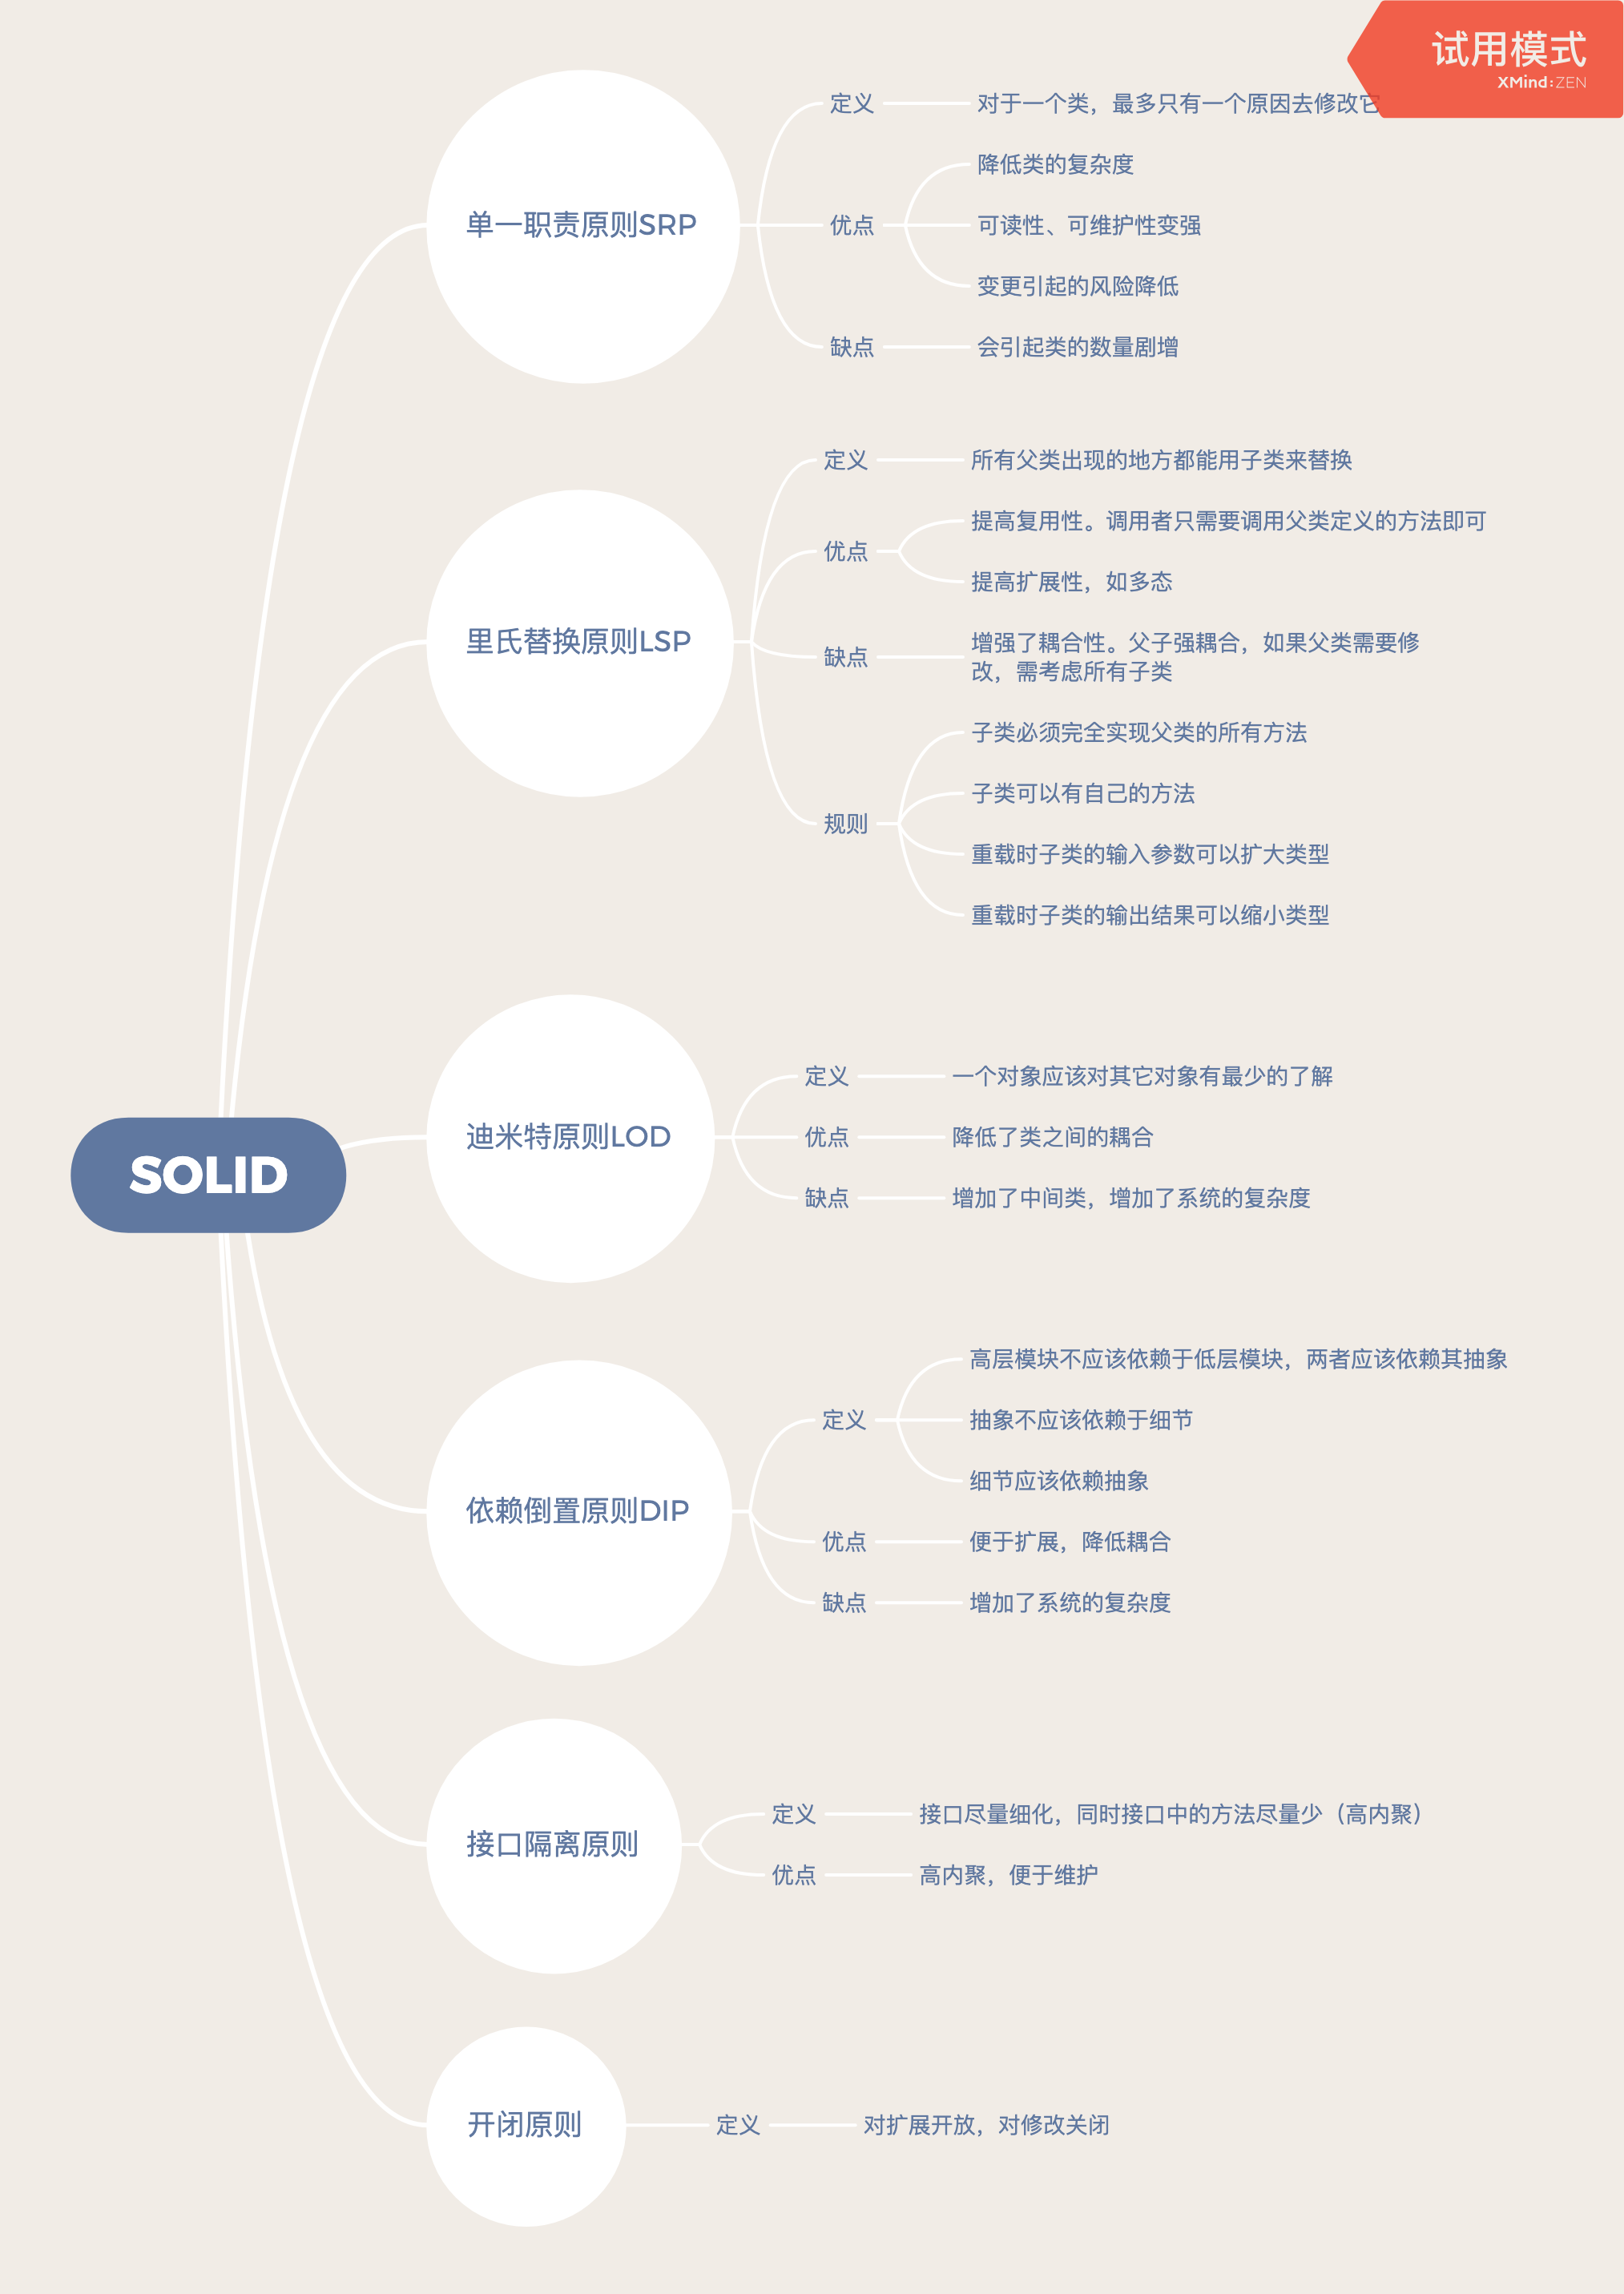 试用模式
XMind:ZEN
SOLID
单一职责原则SRP
定义
对于一个类，最多只有一个原因去修改它
优点
降低类的复杂度
可读性、可维护性变强
变更引起的风险降低
缺点
会引起类的数量剧增
里氏替换原则LSP
定义
所有父类出现的地方都能用子类来替换
优点
提高复用性。调用者只需要调用父类定义的方法即可
提高扩展性，如多态
缺点
增强了耦合性。父子强耦合，如果父类需要修
改，需考虑所有子类
规则
子类必须完全实现父类的所有方法
子类可以有自己的方法
重载时子类的输入参数可以扩大类型
重载时子类的输出结果可以缩小类型
迪米特原则LOD
定义
一个对象应该对其它对象有最少的了解
优点
降低了类之间的耦合
缺点
增加了中间类，增加了系统的复杂度
依赖倒置原则DIP
定义
高层模块不应该依赖于低层模块，两者应该依赖其抽象
抽象不应该依赖于细节
细节应该依赖抽象
优点
便于扩展，降低耦合
缺点
增加了系统的复杂度
接口隔离原则
定义
接口尽量细化，同时接口中的方法尽量少（高内聚）
优点
高内聚，便于维护
开闭原则
定义
对扩展开放，对修改关闭